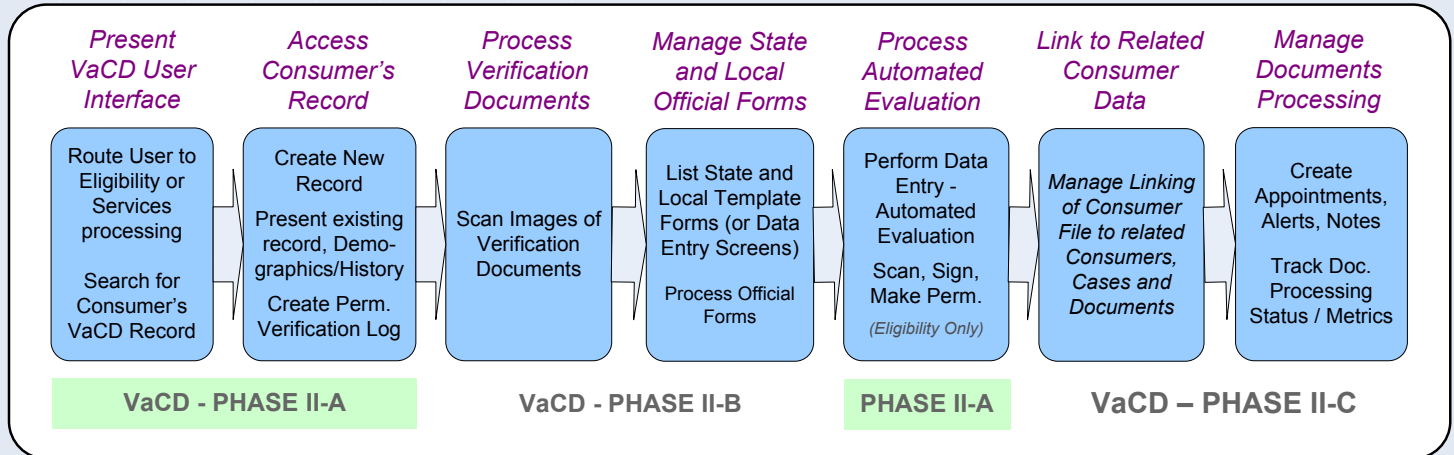 Present
VaCD User
Interface
Access
Consumer's
Record
Process
Verification
Documents
Manage State
and Local
Official Forms
Process
Automated
Evaluation
Link to Related
Consumer
Data
Manage
Documents
Processing
Route User to
Eligibility or
Services
processing
Search for
Consumer's
VaCD Record
Create New
Record
Present existing
record, Demo-
graphics/History
Create Perm.
Verification Log
Scan Images of
Verification
Documents
List State and
Local Template
Forms (or Data
Entry Screens)
Process Official
Forms
Perform Data
Entry -
Automated
Evaluation
Scan, Sign,
Make Perm.
(Eligibility Only)
Manage Linking
of Consumer
File to related
Consumers,
Cases and
Documents
Create
Appointments,
Alerts, Notes
Track Doc.
Processing
Status / Metrics
VaCD - PHASE II-A
VaCD - PHASE II-B
PHASE II-A
VaCD – PHASE II-C